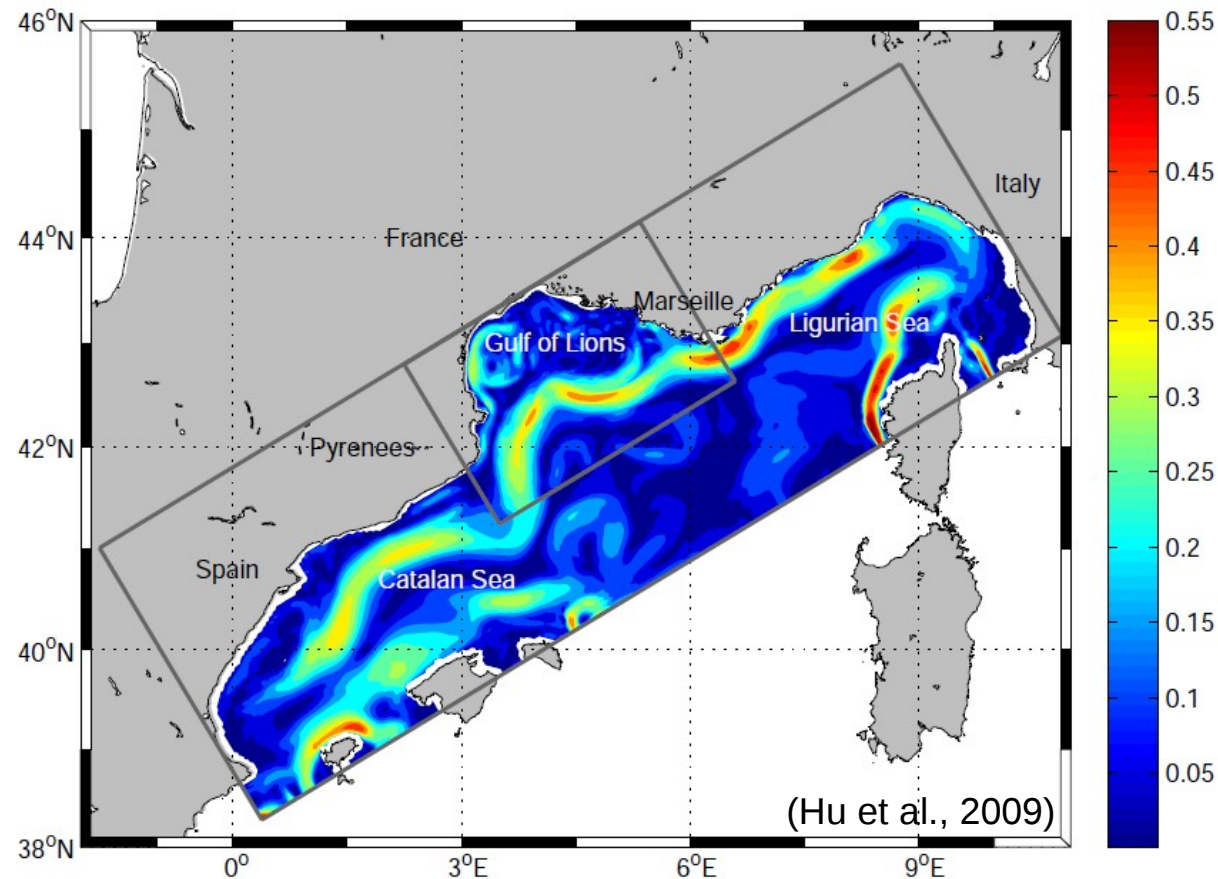 46°N
44°N
42°N
40°N
38°N
0°
3°E
6°E
9°E
Italy
France
Marseille
Ligurian Sea
Gulf of Lions
Pyrenees
Spain
Catalan Sea
(Hu et al., 2009)
0.55
0.5
0.45
0.4
0.35
0.3
0.25
0.2
0.15
0.1
0.05